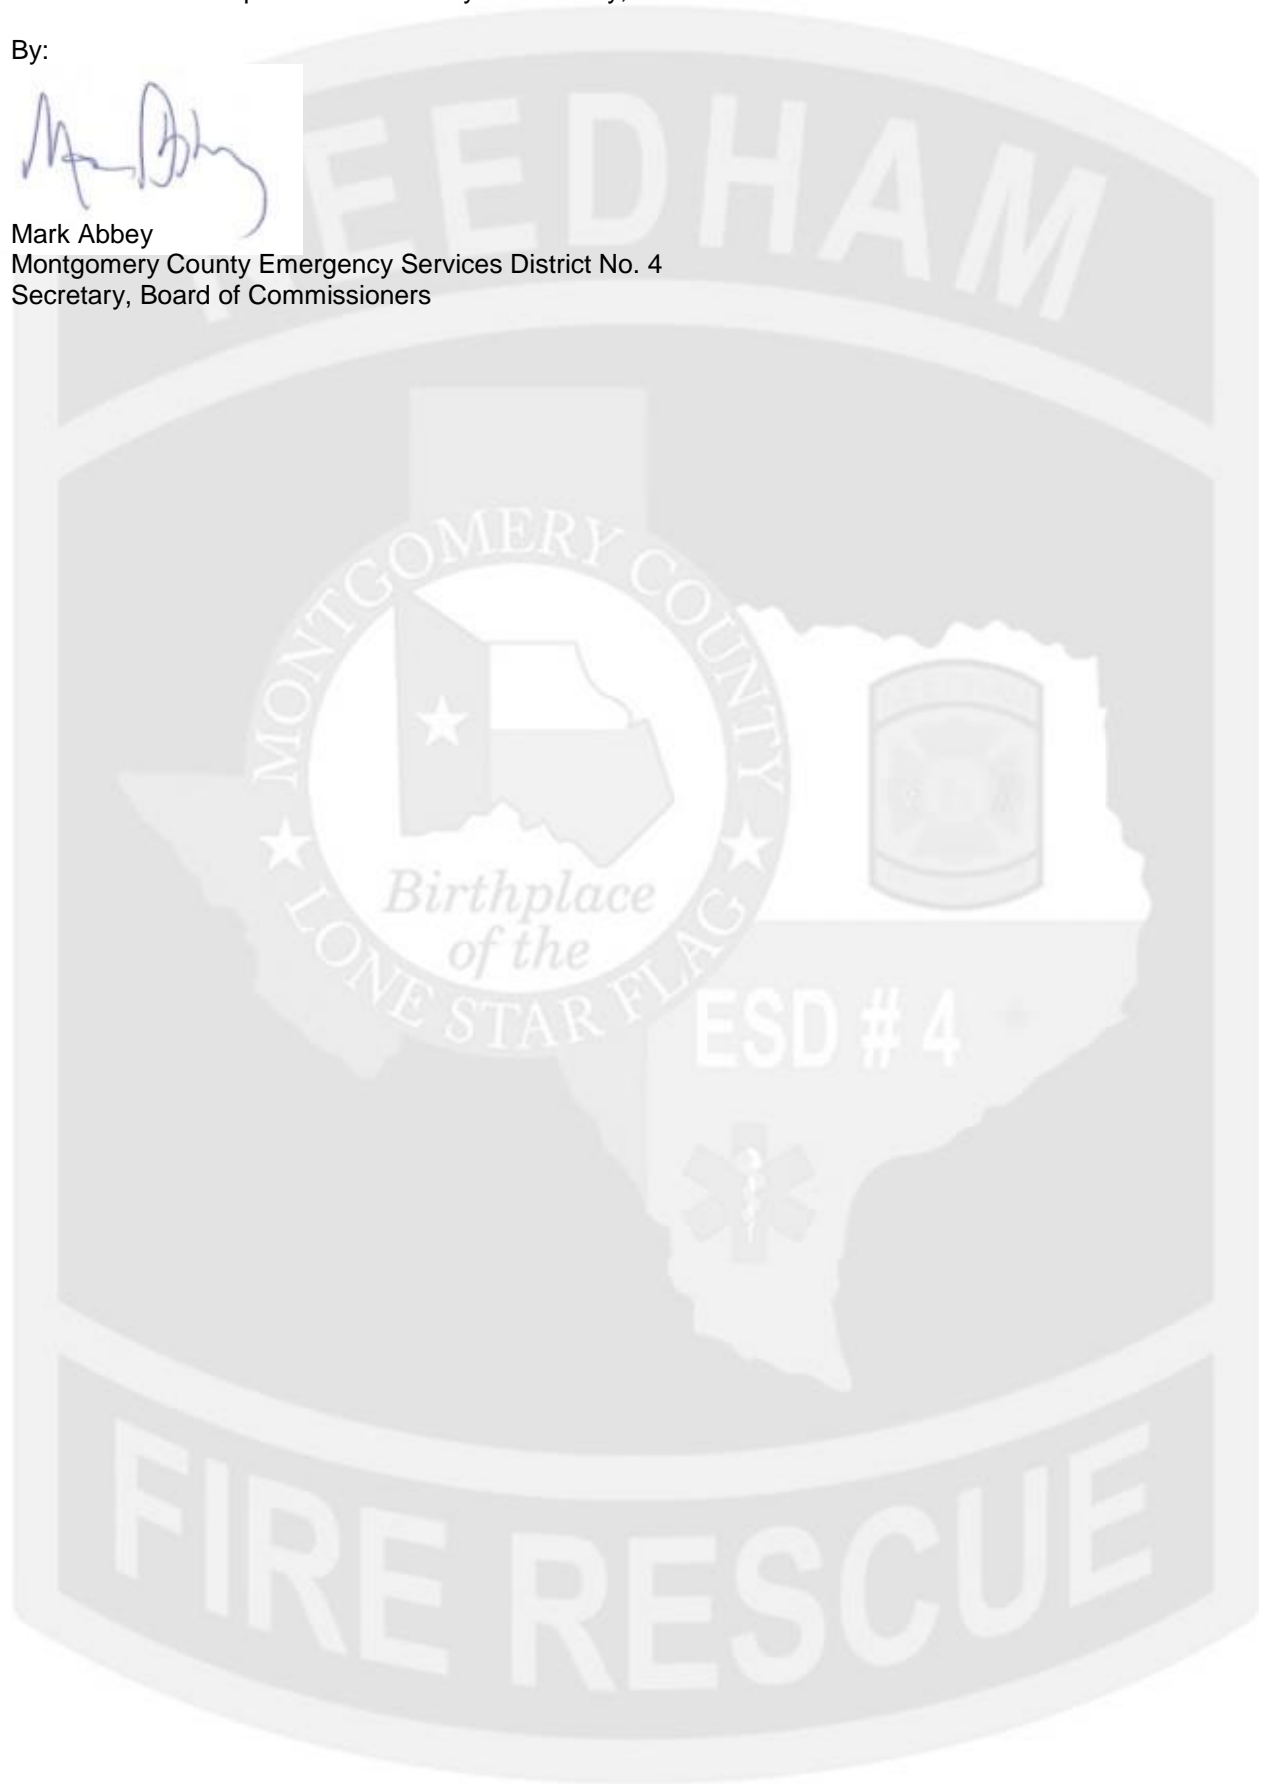 By:
Mark Abbey
Montgomery County Emergency Services District No. 4
Secretary, Board of Commissioners
EEDHAM
MONTGOMERY COUNTY
Birthplace
of the
LONE STAR FLAG
ESD # 4
FIRE RESCUE